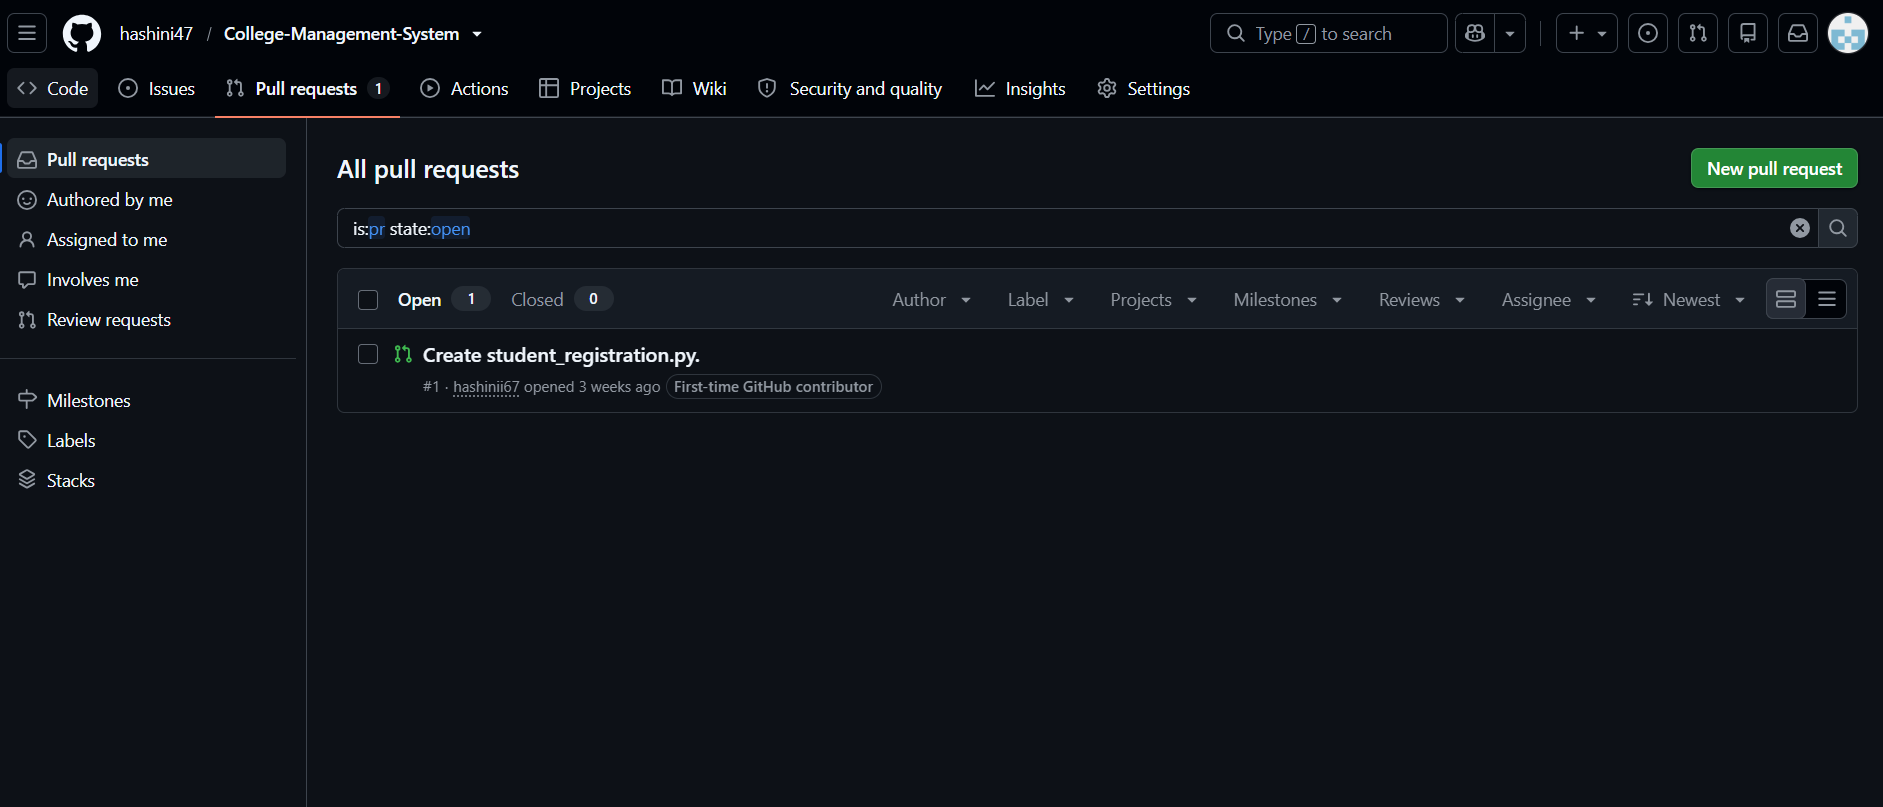 hashini47 / College-Management-System
Type / to search
Code
Issues
Pull requests 1
Actions
Projects
Wiki
Security and quality
Insights
Settings
Pull requests
Authored by me
Assigned to me
Involves me
Review requests
Milestones
Labels
Stacks
All pull requests
New pull request
is:pr state:open
Open 1
Closed 0
Author
Label
Projects
Milestones
Reviews
Assignee
Newest
Create student_registration.py.
#1 · hashinii67 opened 3 weeks ago First-time GitHub contributor